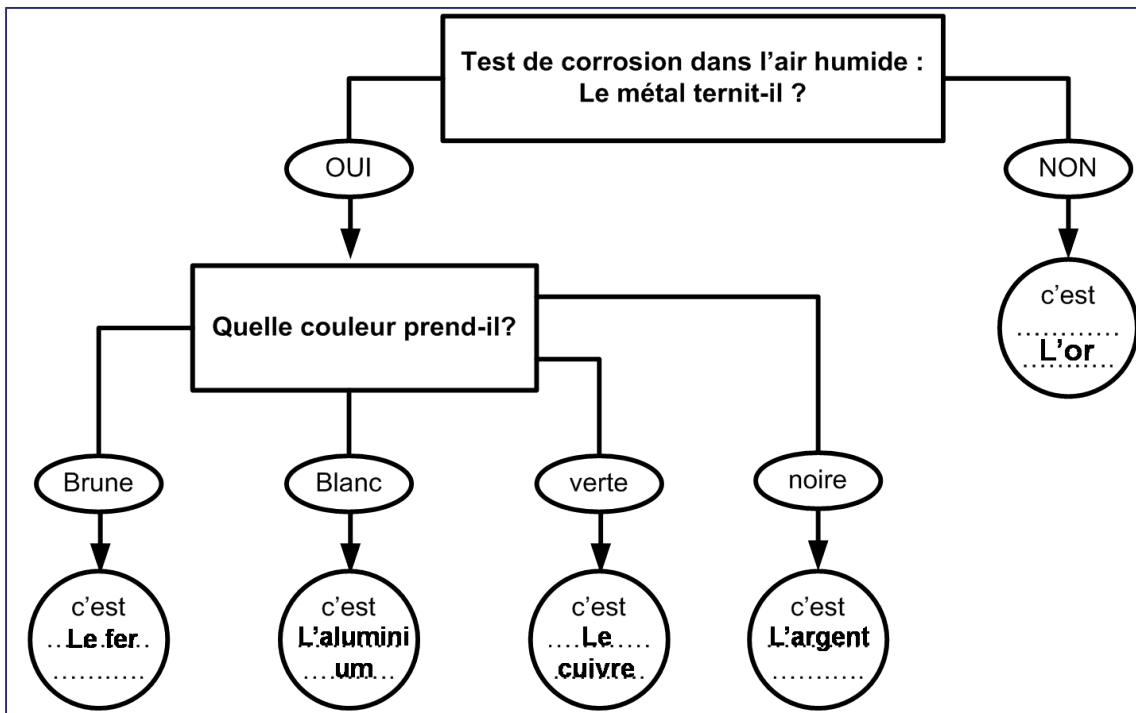 Test de corrosion dans l'air humide :
Le métal ternit-il ?
OUI
NON
c'est
L'or
Quelle couleur prend-il?
Brune
Blanc
verte
noire
c'est
Le fer
c'est
L'alumini
um
c'est
Le
cuivre
c'est
L'argent